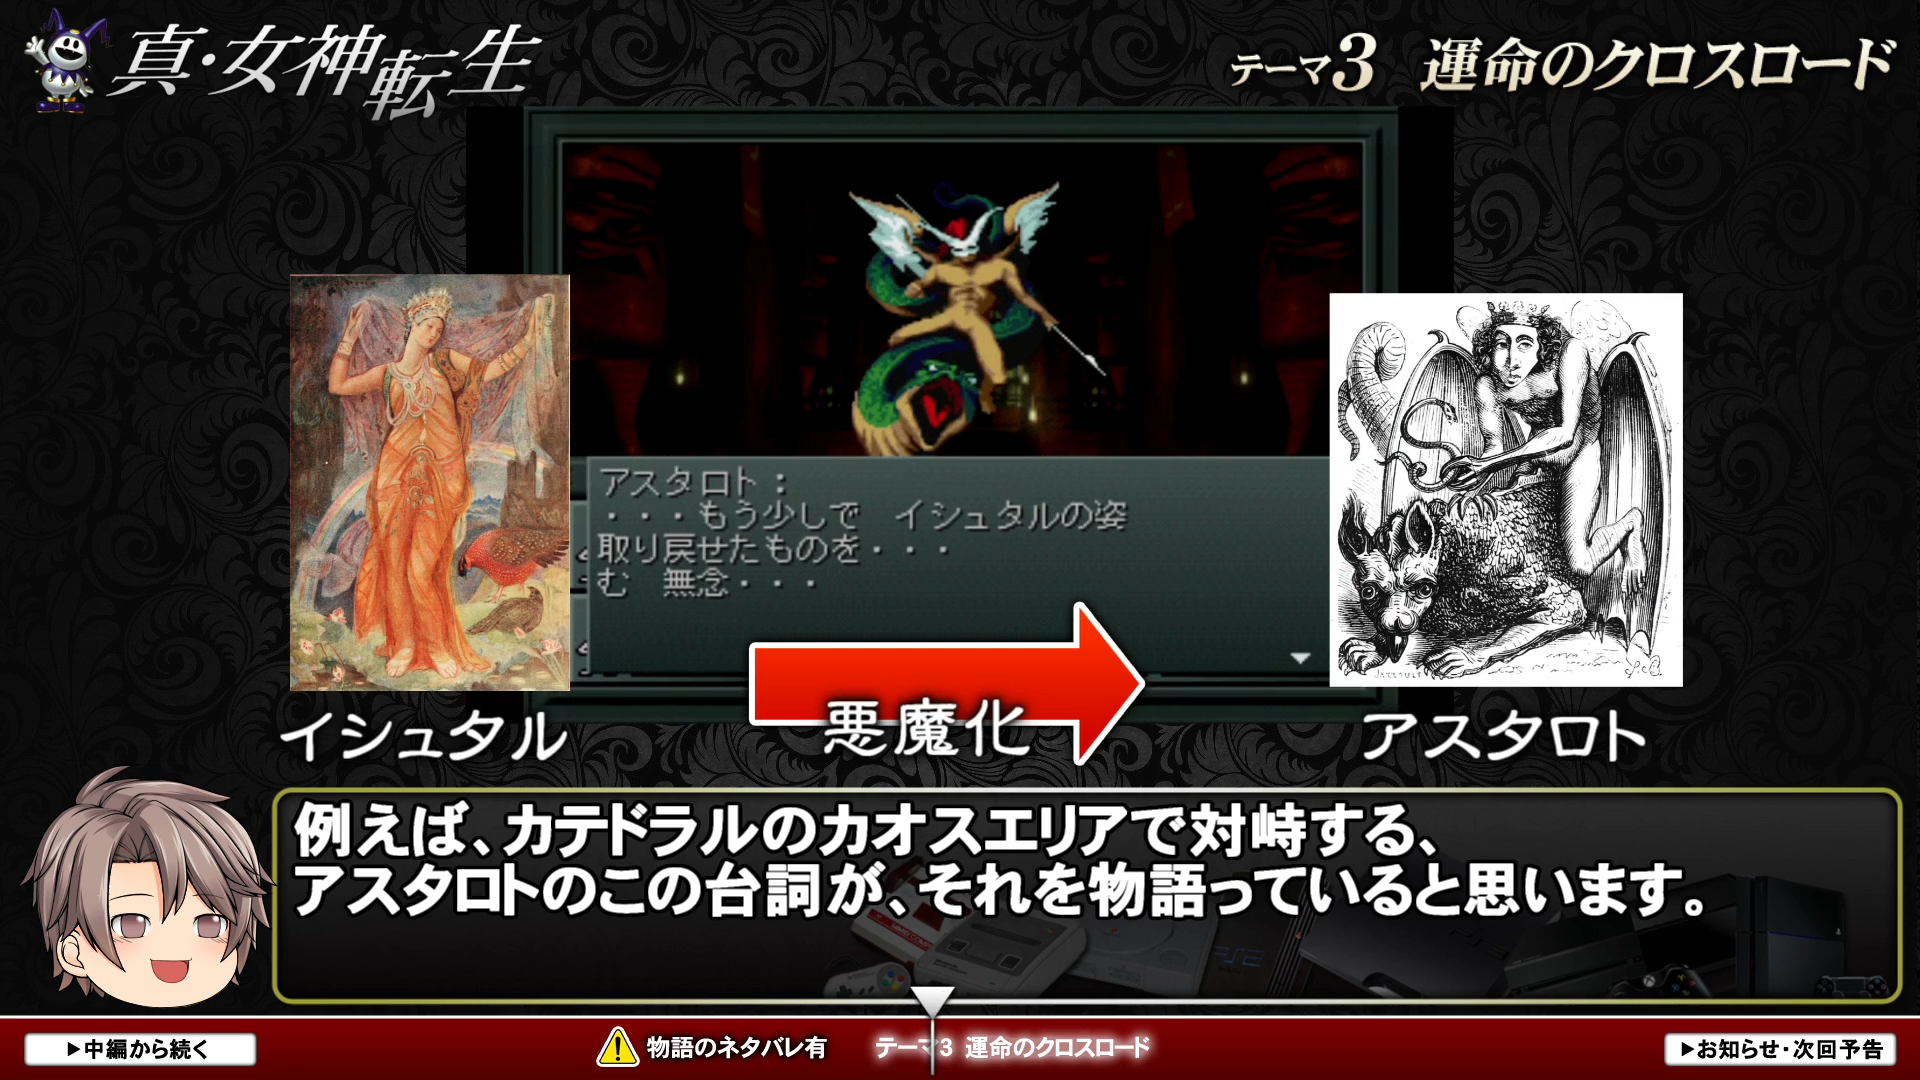 真・女神転生
テーマ3 運命のクロスロード
アスタロト：
・・・もう少しで イシュタルの姿
取り戻せたものを・・・
む 無念・・・
イシュタル
悪魔化
アスタロト
例えば、カテドラルのカオスエリアで対峙する、
アスタロトのこの台詞が、それを物語っていると思います。
▶中編から続く
物語のネタバレ有
テーマ3 運命のクロスロード
▶お知らせ・次回予告